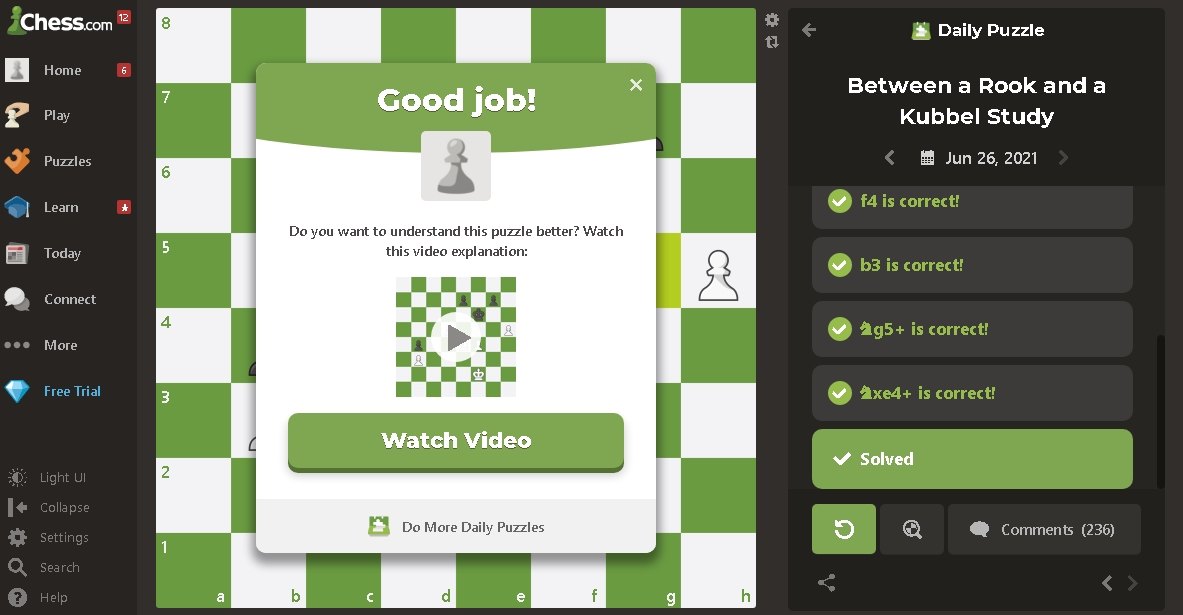 Chess.com
12
Home
6
Play
Puzzles
Learn
Today
Connect
More
Free Trial
Light UI
Collapse
Settings
Search
Help
8
7
6
5
4
3
2
1
a b c d e f g h
Good job!
Do you want to understand this puzzle better? Watch
this video explanation:
Watch Video
Do More Daily Puzzles
Daily Puzzle
Between a Rook and a
Kubbel Study
Jun 26, 2021
f4 is correct!
b3 is correct!
♞g5+ is correct!
♞xe4+ is correct!
Solved
Comments (236)